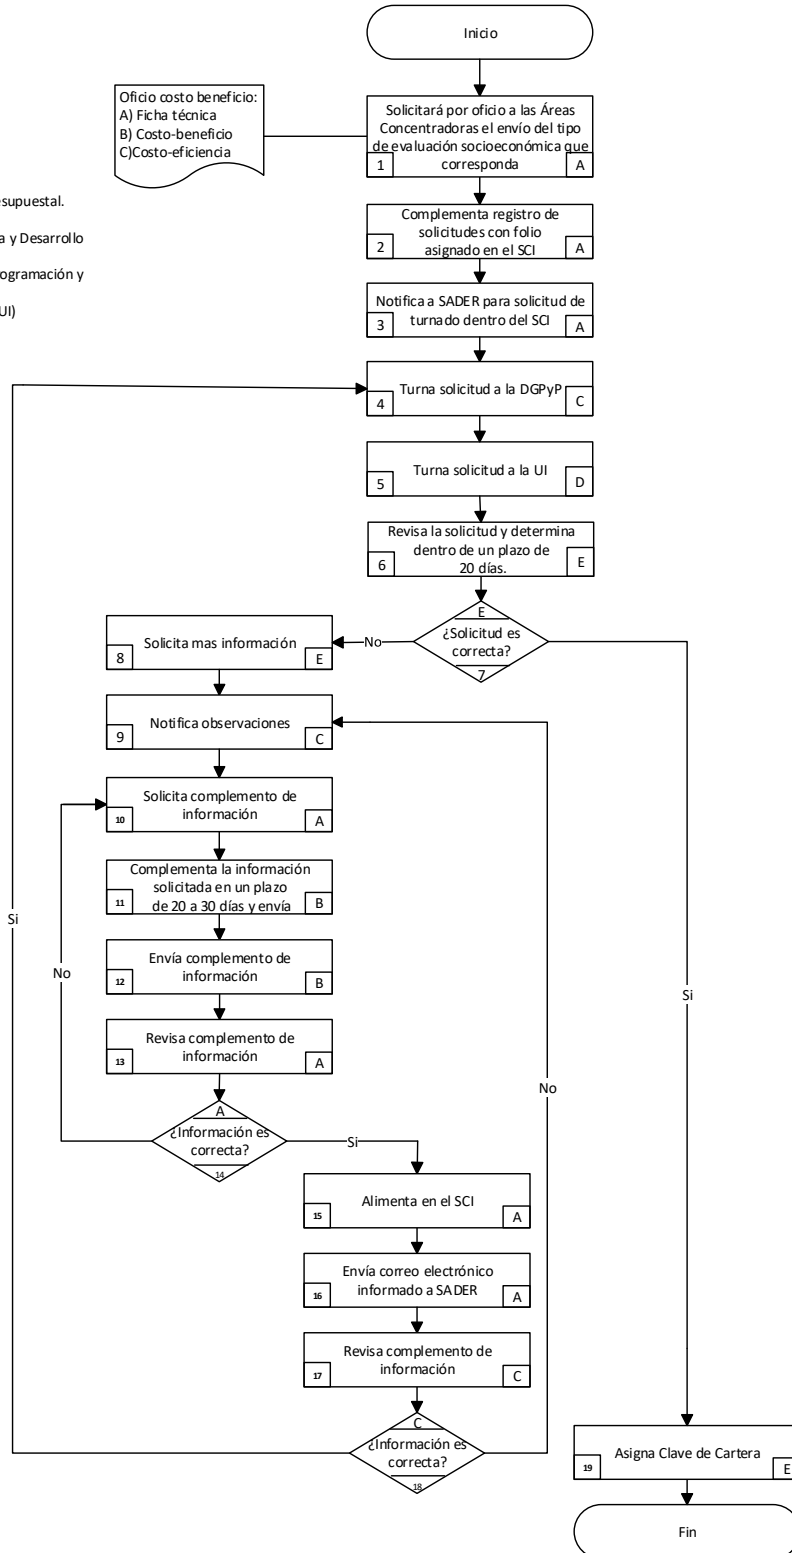 Inicio
Oficio costo beneficio:
A) Ficha técnica
B) Costo-beneficio
C)Costo-eficiencia
Solicitará por oficio a las Áreas
Concentradoras el envío del tipo
de evaluación socioeconómica que
corresponda
1
A
supuestal.
a y Desarrollo
ogramación y
UI)
Complementa registro de
solicitudes con folio
asignado en el SCI
2
A
Notifica a SADER para solicitud de
turnado dentro del SCI
3
A
Turna solicitud a la DGPyP
4
C
Turna solicitud a la UI
5
D
Revisa la solicitud y determina
dentro de un plazo de
20 días.
6
E
E
¿Solicitud es
correcta?
7
No
Solicita mas información
8
E
Notifica observaciones
9
C
Solicita complemento de
información
10
A
Complementa la información
solicitada en un plazo
de 20 a 30 días y envía
11
B
Si
Envía complemento de
información
12
B
No
Si
Revisa complemento de
información
13
A
No
A
¿Información es
correcta?
14
Si
Alimenta en el SCI
15
A
Envía correo electrónico
informado a SADER
16
A
Revisa complemento de
información
17
C
C
¿Información es
correcta?
18
Asigna Clave de Cartera
19
E
Fin